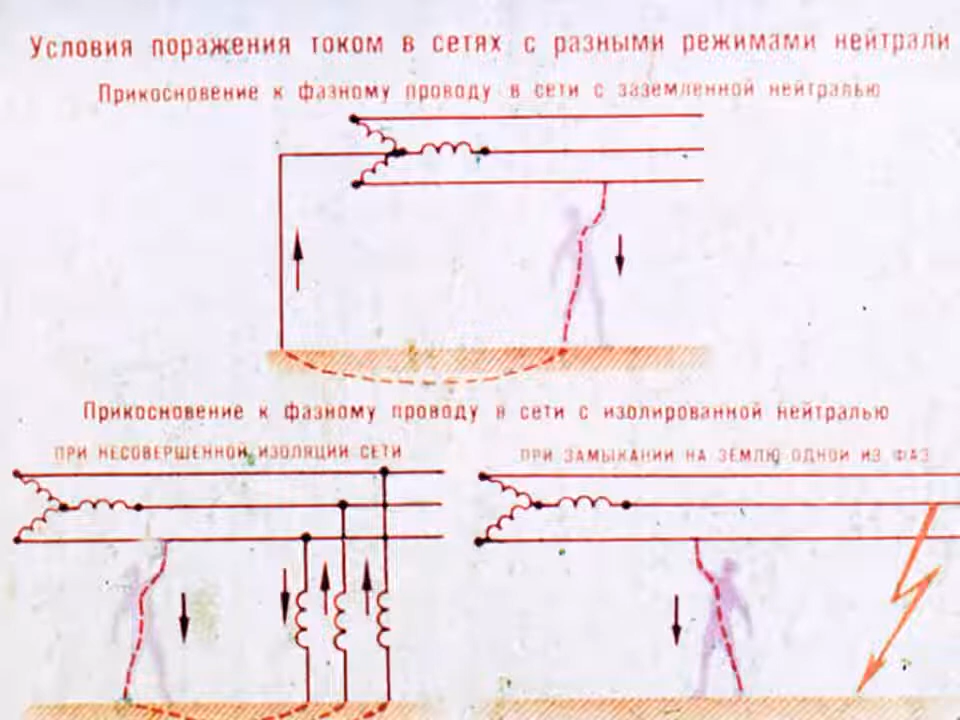 Условия поражения током в сетях с разными режимами нейтрали
Прикосновение к фазному проводу в сети с заземленной нейтралью
Прикосновение к фазному проводу в сети с изолированной нейтралью
ПРИ НЕСОВЕРШЕННОЙ ИЗОЛЯЦИИ СЕТИ
ПРИ ЗАМЫКАНИИ НА ЗЕМЛЮ ОДНОЙ ИЗ ФАЗ